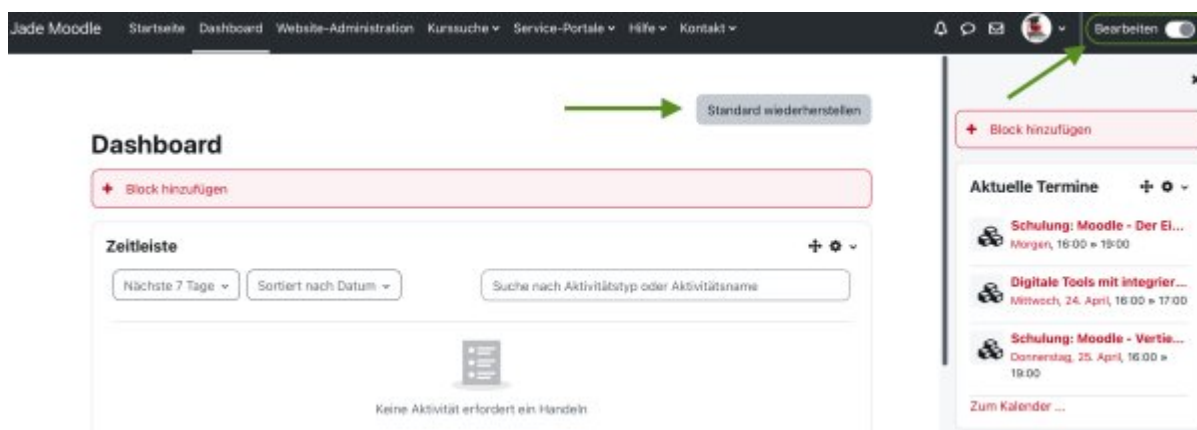 Jade Moodle Startseite Dashboard Website-Administration Kurssuche Service-Portale Hilfe Kontakt Bearbeiten
Standard wiederherstellen
Dashboard
+ Block hinzufügen
Zeitleiste
Nächste 7 Tage Sortiert nach Datum Suche nach Aktivitätstyp oder Aktivitätsname
Keine Aktivität erfordert ein Handeln
+ Block hinzufügen
Aktuelle Termine
Schulung: Moodle - Der Ei...
Morgen, 16:00 » 19:00
Digitale Tools mit integrier...
Mittwoch, 24. April, 16:00 » 17:00
Schulung: Moodle - Vertie...
Donnerstag, 25. April, 16:00 »
19:00
Zum Kalender ...